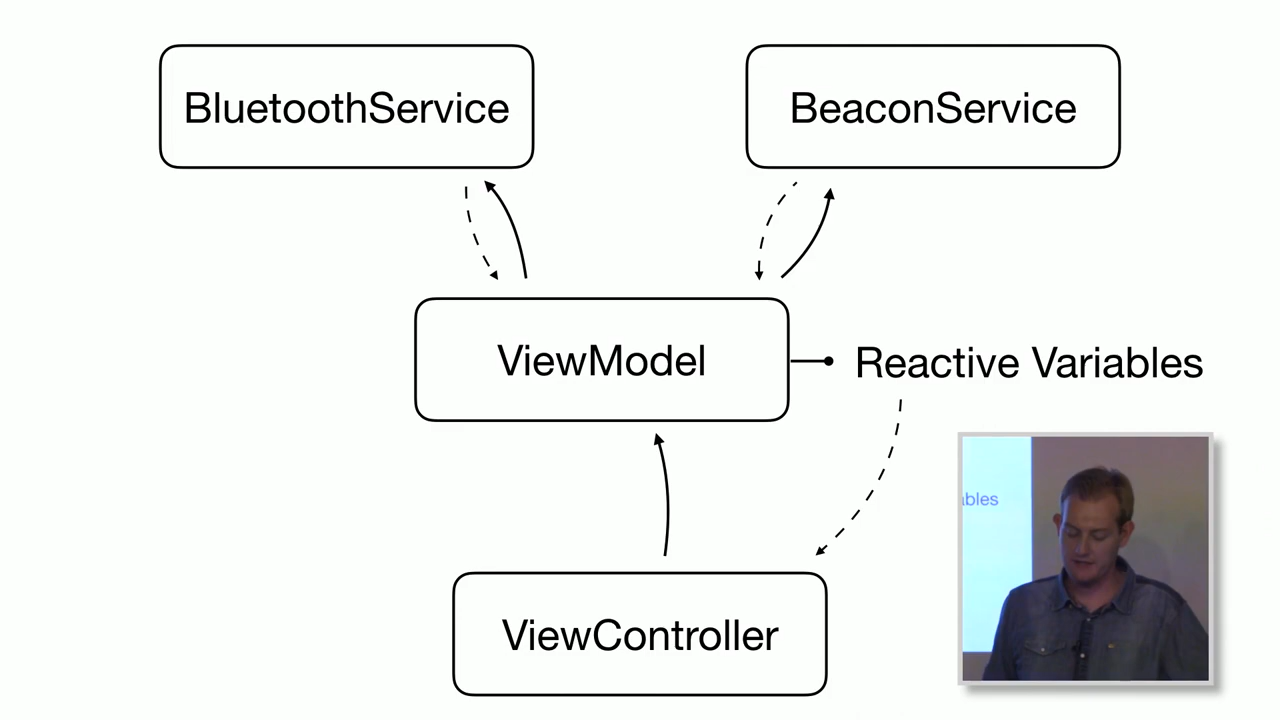 BluetoothService
BeaconService
ViewModel
Reactive Variables
ViewController
ables